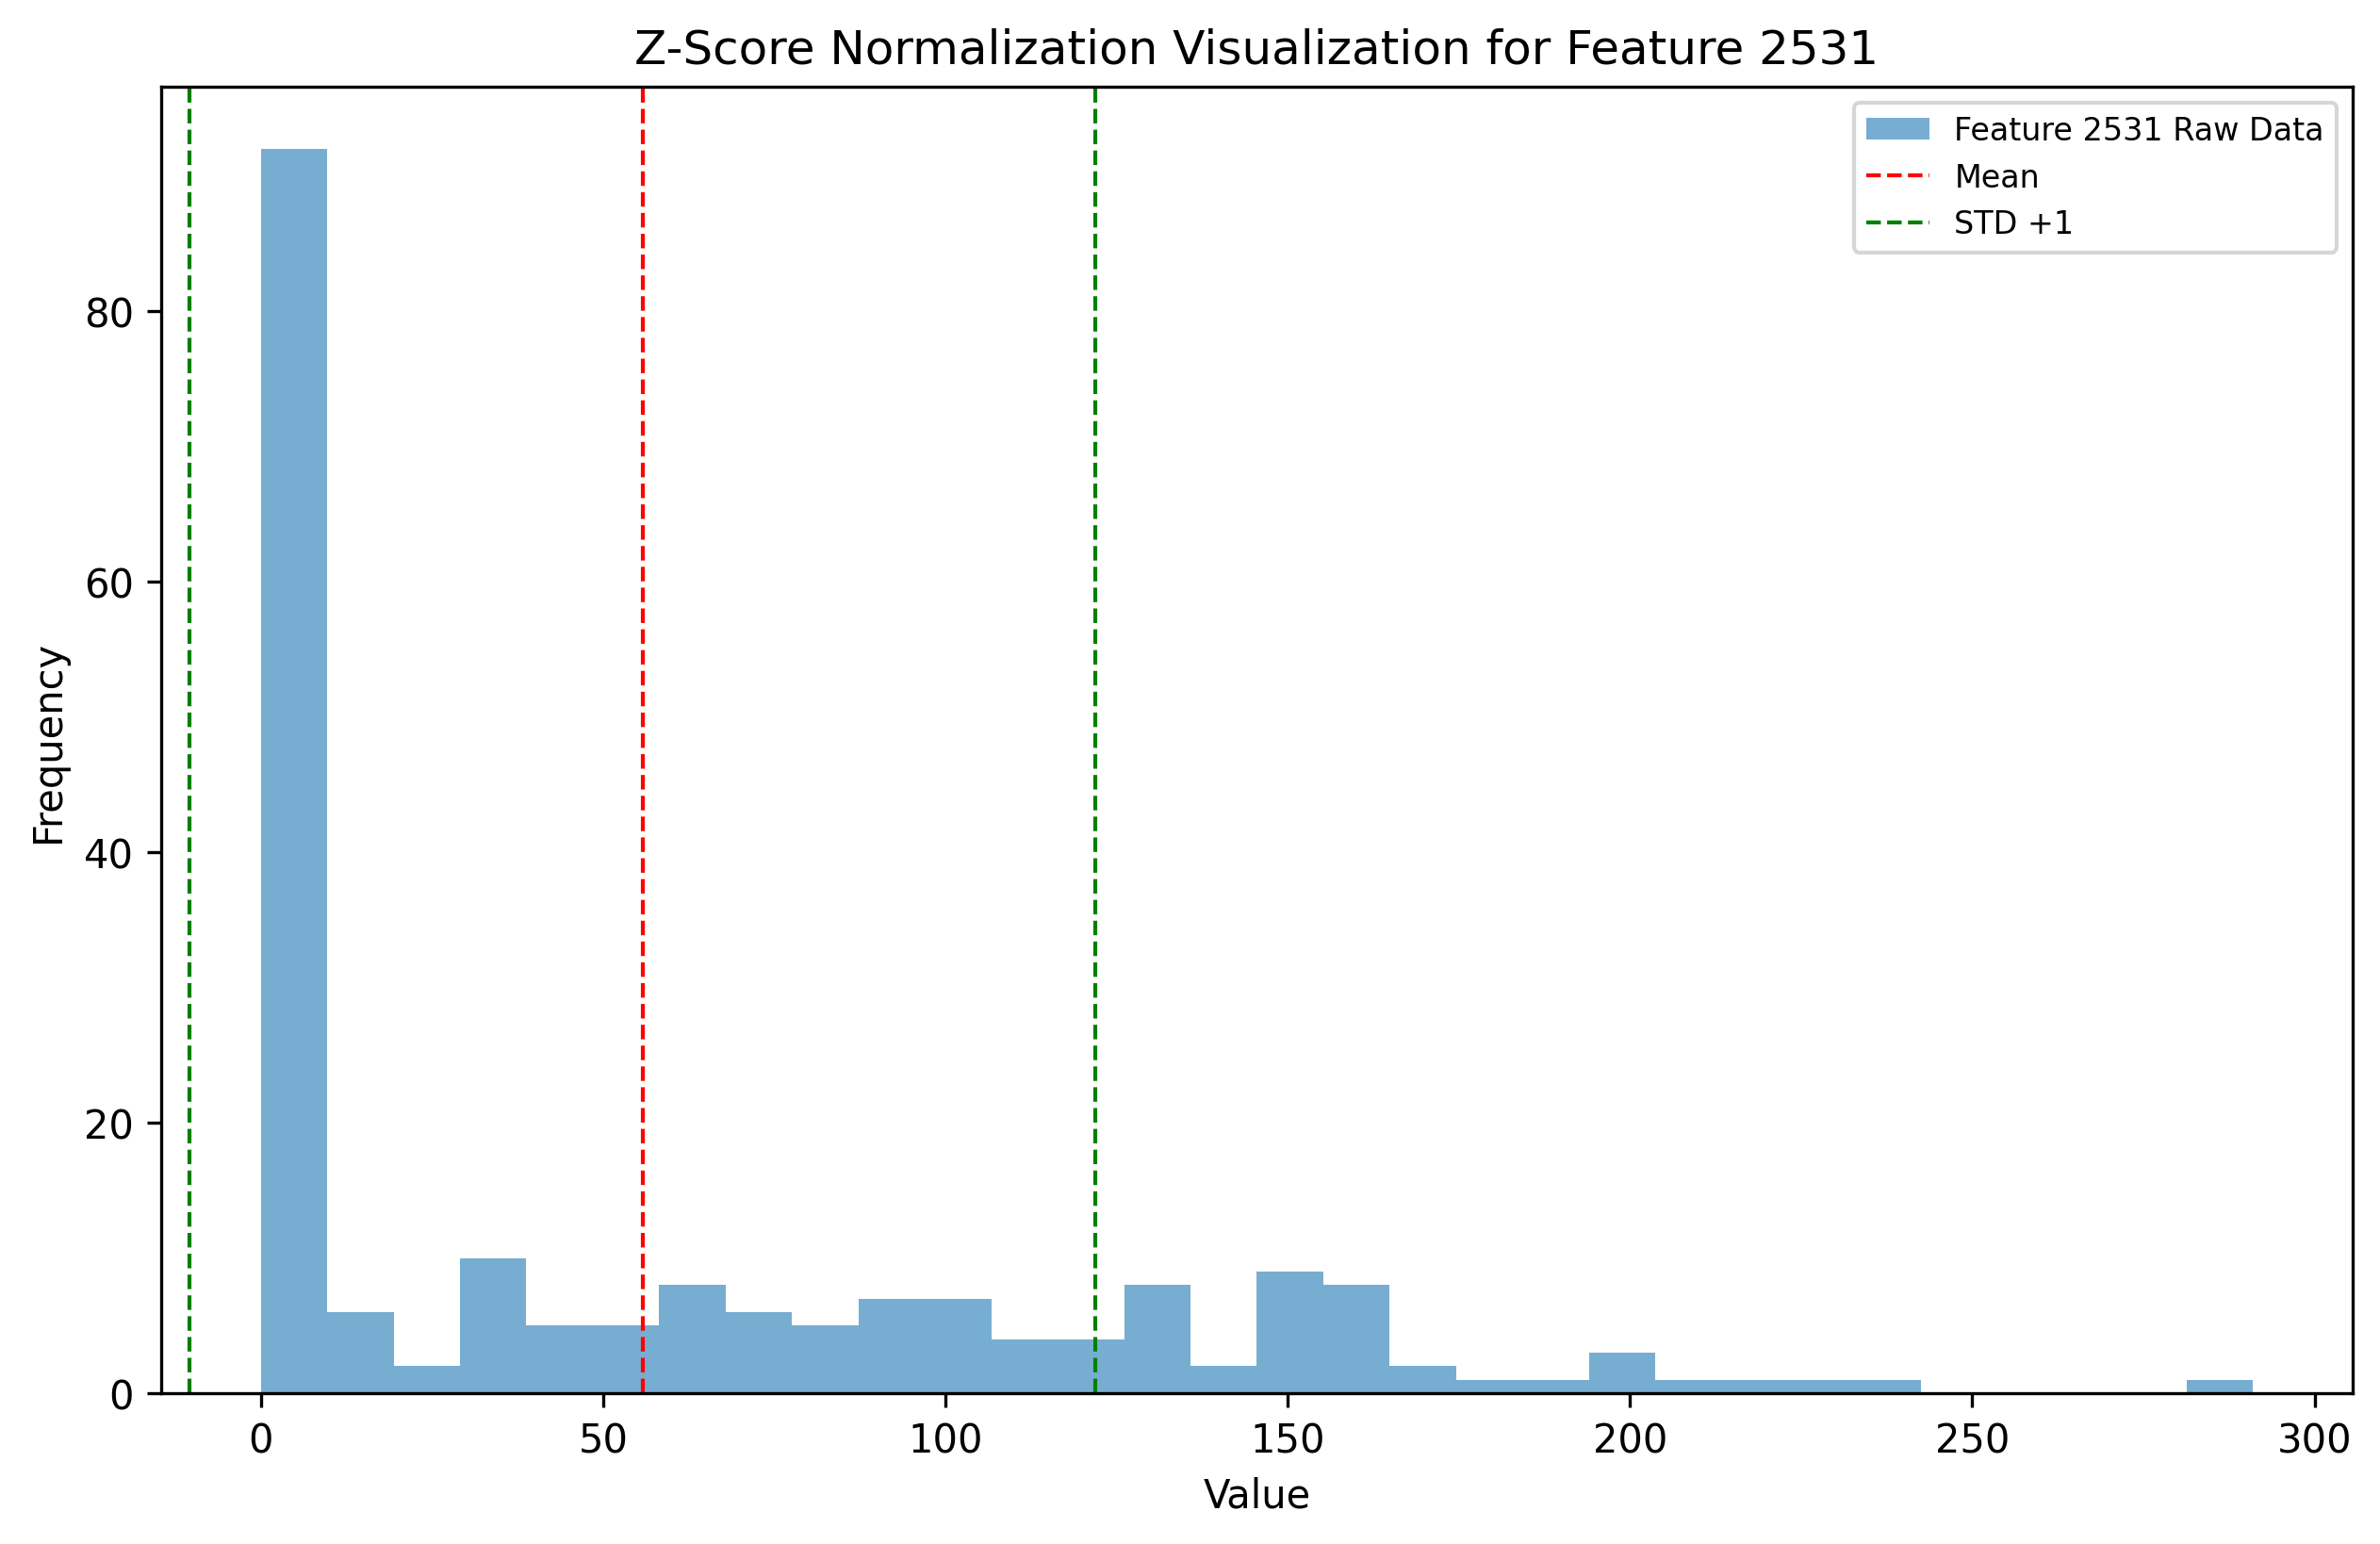 Z-Score Normalization Visualization for Feature 2531
Feature 2531 Raw Data
Mean
STD +1
80
60
40
20
0
Frequency
0 50 100 150 200 250 300
Value